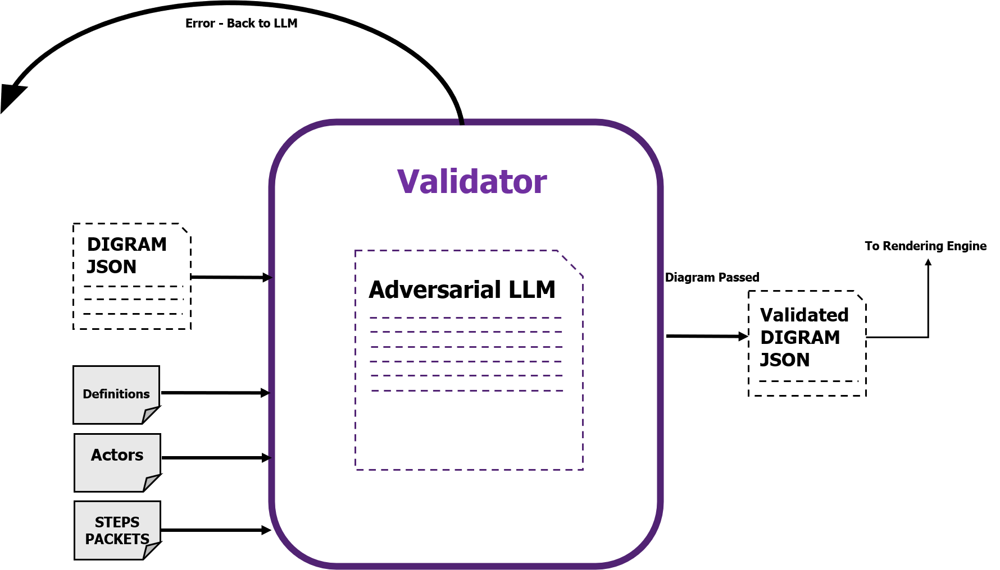 Error - Back to LLM
Validator
DIGRAM
JSON
Adversarial LLM
Definitions
Actors
STEPS
PACKETS
Diagram Passed
To Rendering Engine
Validated
DIGRAM
JSON